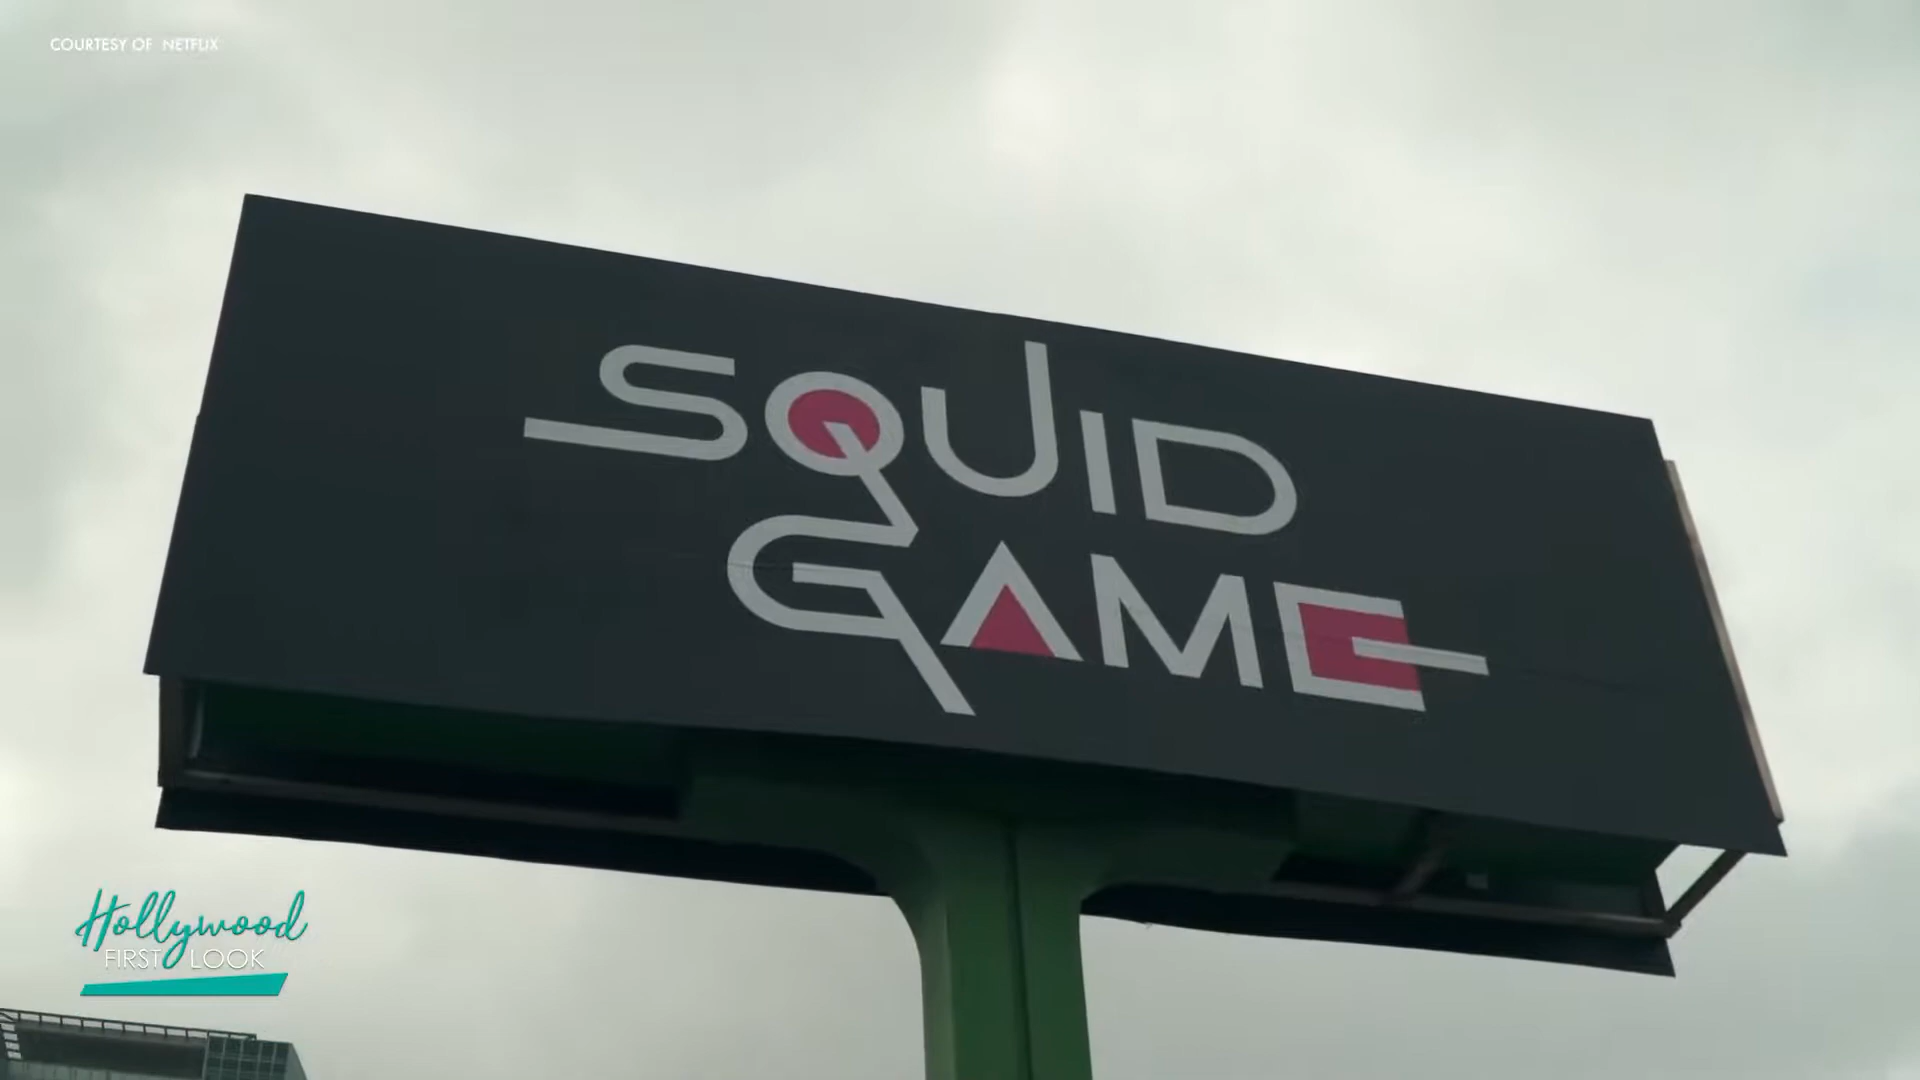 COURTESY OF NETFLIX
SQUID
GAME
Hollywood
FIRST LOOK